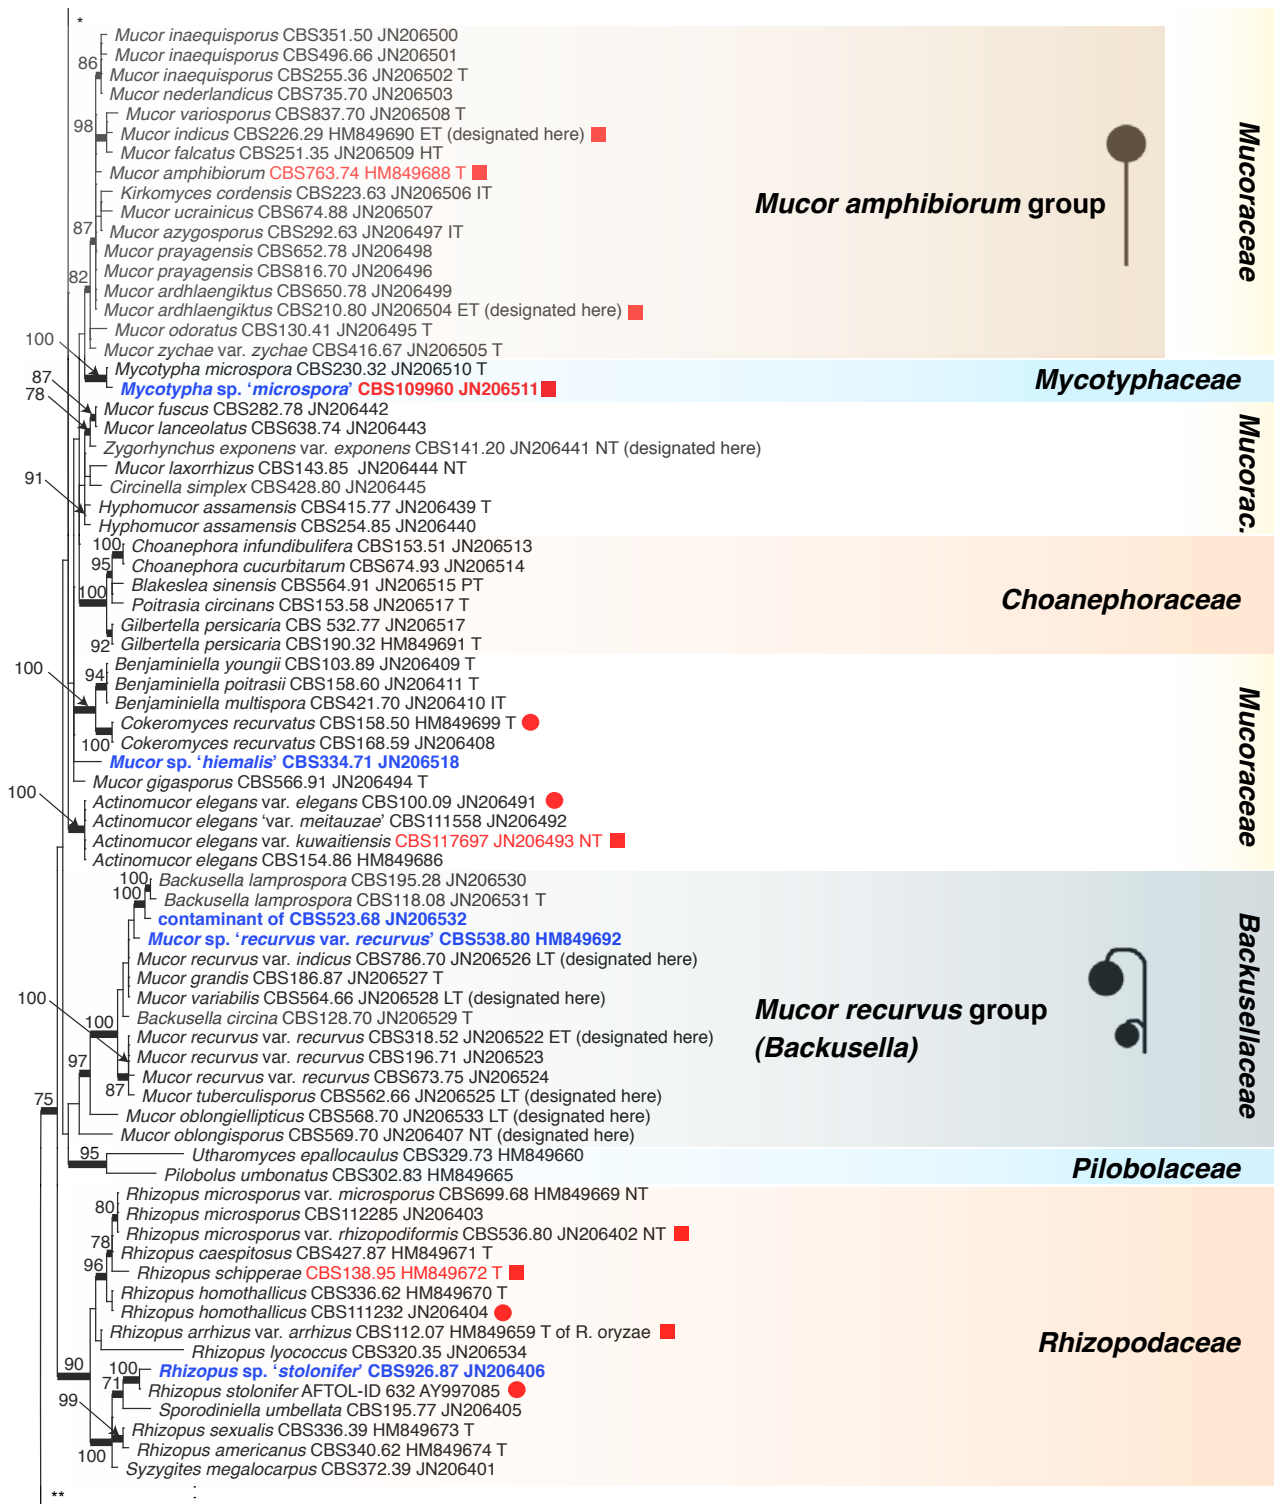 *
Mucor inaequisporus CBS351.50 JN206500
Mucor inaequisporus CBS496.66 JN206501
86
Mucor inaequisporus CBS255.36 JN206502 T
Mucor nederlandicus CBS735.70 JN206503
Mucor variosporus CBS837.70 JN206508 T
98
Mucor indicus CBS226.29 HM849690 ET (designated here)
Mucor falcatus CBS251.35 JN206509 HT
Mucor amphibiorum CBS763.74 HM849688 T
Kirkomyces cordensis CBS223.63 JN206506 IT
Mucor ucrainicus CBS674.88 JN206507
87
Mucor azygosporus CBS292.63 JN206497 IT
Mucor prayagensis CBS652.78 JN206498
Mucor prayagensis CBS816.70 JN206496
82
Mucor ardhlaengiktus CBS650.78 JN206499
Mucor ardhlaengiktus CBS210.80 JN206504 ET (designated here)
Mucor odoratus CBS130.41 JN206495 T
Mucor zychae var. zychae CBS416.67 JN206505 T
Mucor amphibiorum group
Mucoraceae
100
Mycotypha microspora CBS230.32 JN206510 T
Mycotypha sp. ‘microspora’ CBS109960 JN206511
Mycotyphaceae
87
78
Mucor fuscus CBS282.78 JN206442
Mucor lanceolatus CBS638.74 JN206443
Zygorhynchus exponens var. exponens CBS141.20 JN206441 NT (designated here)
Mucor laxorrhizus CBS143.85 JN206444 NT
91
Circinella simplex CBS428.80 JN206445
Hyphomucor assamensis CBS415.77 JN206439 T
Hyphomucor assamensis CBS254.85 JN206440
Mucorac.
100
Choanephora infundibulifera CBS153.51 JN206513
95
Choanephora cucurbitarum CBS674.93 JN206514
Blakeslea sinensis CBS564.91 JN206515 PT
100
Poitrasia circinans CBS153.58 JN206517 T
Gilbertella persicaria CBS 532.77 JN206517
92
Gilbertella persicaria CBS190.32 HM849691 T
Choanephoraceae
100
Benjaminiella youngii CBS103.89 JN206409 T
94
Benjaminiella poitrasii CBS158.60 JN206411 T
Benjaminiella multispora CBS421.70 JN206410 IT
Cokeromyces recurvatus CBS158.50 HM849699 T
100
Cokeromyces recurvatus CBS168.59 JN206408
Mucor sp. ‘hiemalis’ CBS334.71 JN206518
Mucor gigasporus CBS566.91 JN206494 T
100
Actinomucor elegans var. elegans CBS100.09 JN206491
Actinomucor elegans ‘var. meitauzae’ CBS111558 JN206492
Actinomucor elegans var. kuwaitiensis CBS117697 JN206493 NT
Actinomucor elegans CBS154.86 HM849686
Mucoraceae
100
Backusella lamprospora CBS195.28 JN206530
100
Backusella lamprospora CBS118.08 JN206531 T
contaminant of CBS523.68 JN206532
Mucor sp. ‘recurvus var. recurvus’ CBS538.80 HM849692
Mucor recurvus var. indicus CBS786.70 JN206526 LT (designated here)
Mucor grandis CBS186.87 JN206527 T
100
Mucor variabilis CBS564.66 JN206528 LT (designated here)
100
Backusella circina CBS128.70 JN206529 T
Mucor recurvus var. recurvus CBS318.52 JN206522 ET (designated here)
97
Mucor recurvus var. recurvus CBS196.71 JN206523
Mucor recurvus var. recurvus CBS673.75 JN206524
87
Mucor tuberculisporus CBS562.66 JN206525 LT (designated here)
75
Mucor oblongiellipticus CBS568.70 JN206533 LT (designated here)
Mucor oblongisporus CBS569.70 JN206407 NT (designated here)
Mucor recurvus group
(Backusella)
Backusellaceae
95
Utharomyces epallocaulus CBS329.73 HM849660
Pilobolus umbonatus CBS302.83 HM849665
Pilobolaceae
Rhizopus microsporus var. microsporus CBS699.68 HM849669 NT
80
Rhizopus microsporus CBS112285 JN206403
Rhizopus microsporus var. rhizopodiformis CBS536.80 JN206402 NT
78
Rhizopus caespitosus CBS427.87 HM849671 T
96
Rhizopus schipperae CBS138.95 HM849672 T
Rhizopus homothallicus CBS336.62 HM849670 T
Rhizopus homothallicus CBS111232 JN206404
Rhizopus arrhizus var. arrhizus CBS112.07 HM849659 T of R. oryzae
Rhizopus lyococcus CBS320.35 JN206534
90
100
Rhizopus sp. ‘stolonifer’ CBS926.87 JN206406
71
Rhizopus stolonifer AFTOL-ID 632 AY997085
99
Sporodiniella umbellata CBS195.77 JN206405
Rhizopus sexualis CBS336.39 HM849673 T
Rhizopus americanus CBS340.62 HM849674 T
100
Syzygites megalocarpus CBS372.39 JN206401
Rhizopodaceae
**